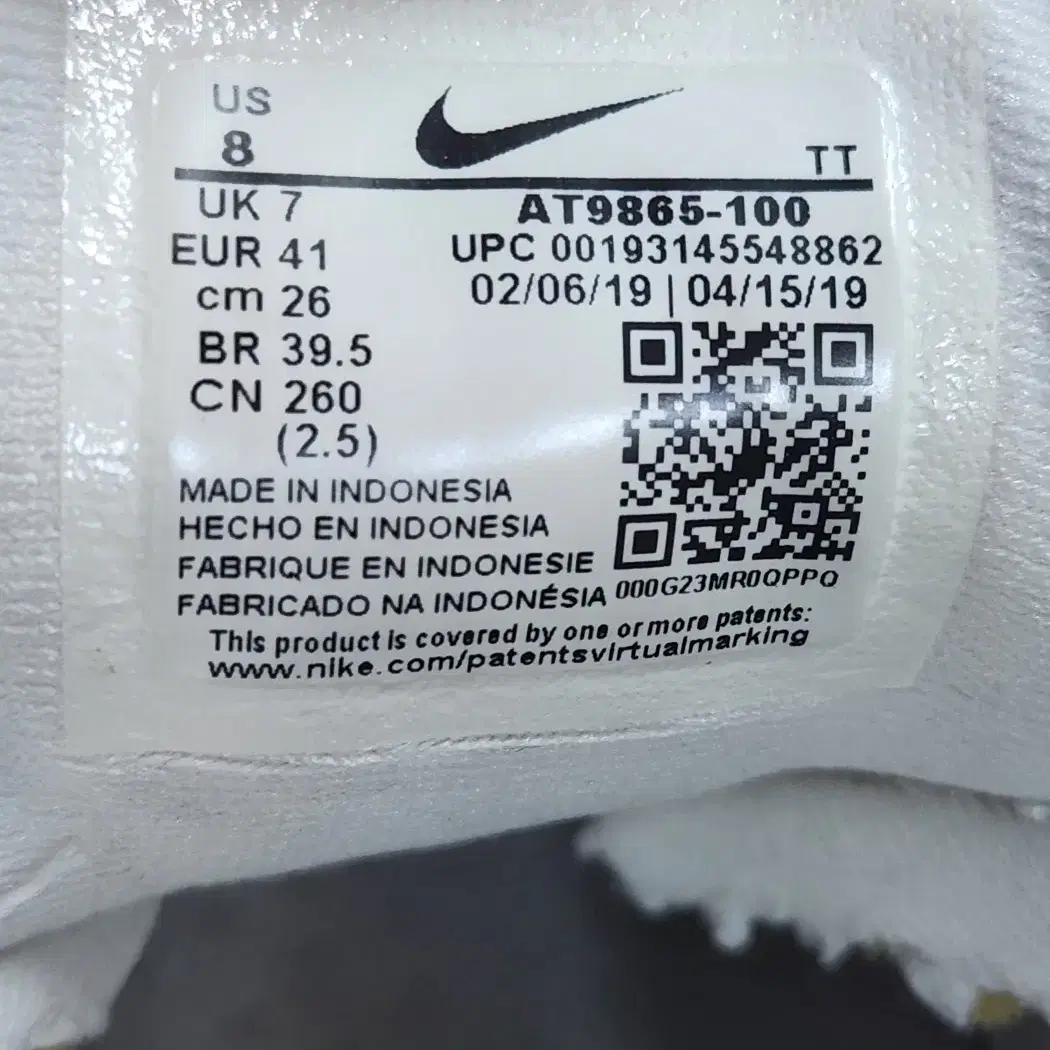 US
8
TT
UK 7
EUR 41
cm 26
BR 39.5
CN 260
(2.5)
AT9865-100
UPC 00193145548862
02/06/19 | 04/15/19
MADE IN INDONESIA
HECHO EN INDONESIA
FABRIQUE EN INDONESIE
FABRICADO NA INDONÉSIA
000G23MR0QPPQ
This product is covered by one or more patents:
www.nike.com/patentsvirtualmarking